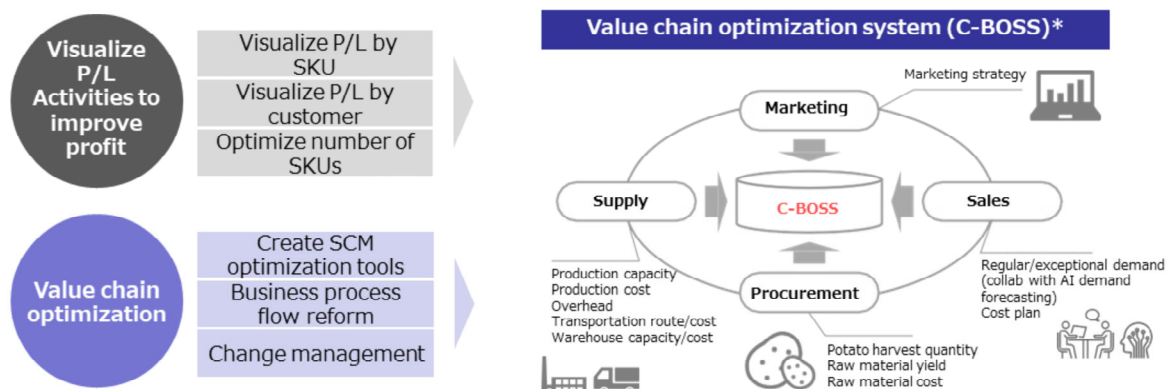 Visualize
P/L
Activities to
improve
profit
Visualize P/L by
SKU
Visualize P/L by
customer
Optimize number of
SKUs
Value chain
optimization
Create SCM
optimization tools
Business process
flow reform
Change management
Value chain optimization system (C-BOSS)*
Marketing strategy
Marketing
Supply
C-BOSS
Sales
Procurement
Production capacity
Production cost
Overhead
Transportation route/cost
Warehouse capacity/cost
Regular/exceptional demand
(collab with AI demand
forecasting)
Cost plan
Potato harvest quantity
Raw material yield
Raw material cost